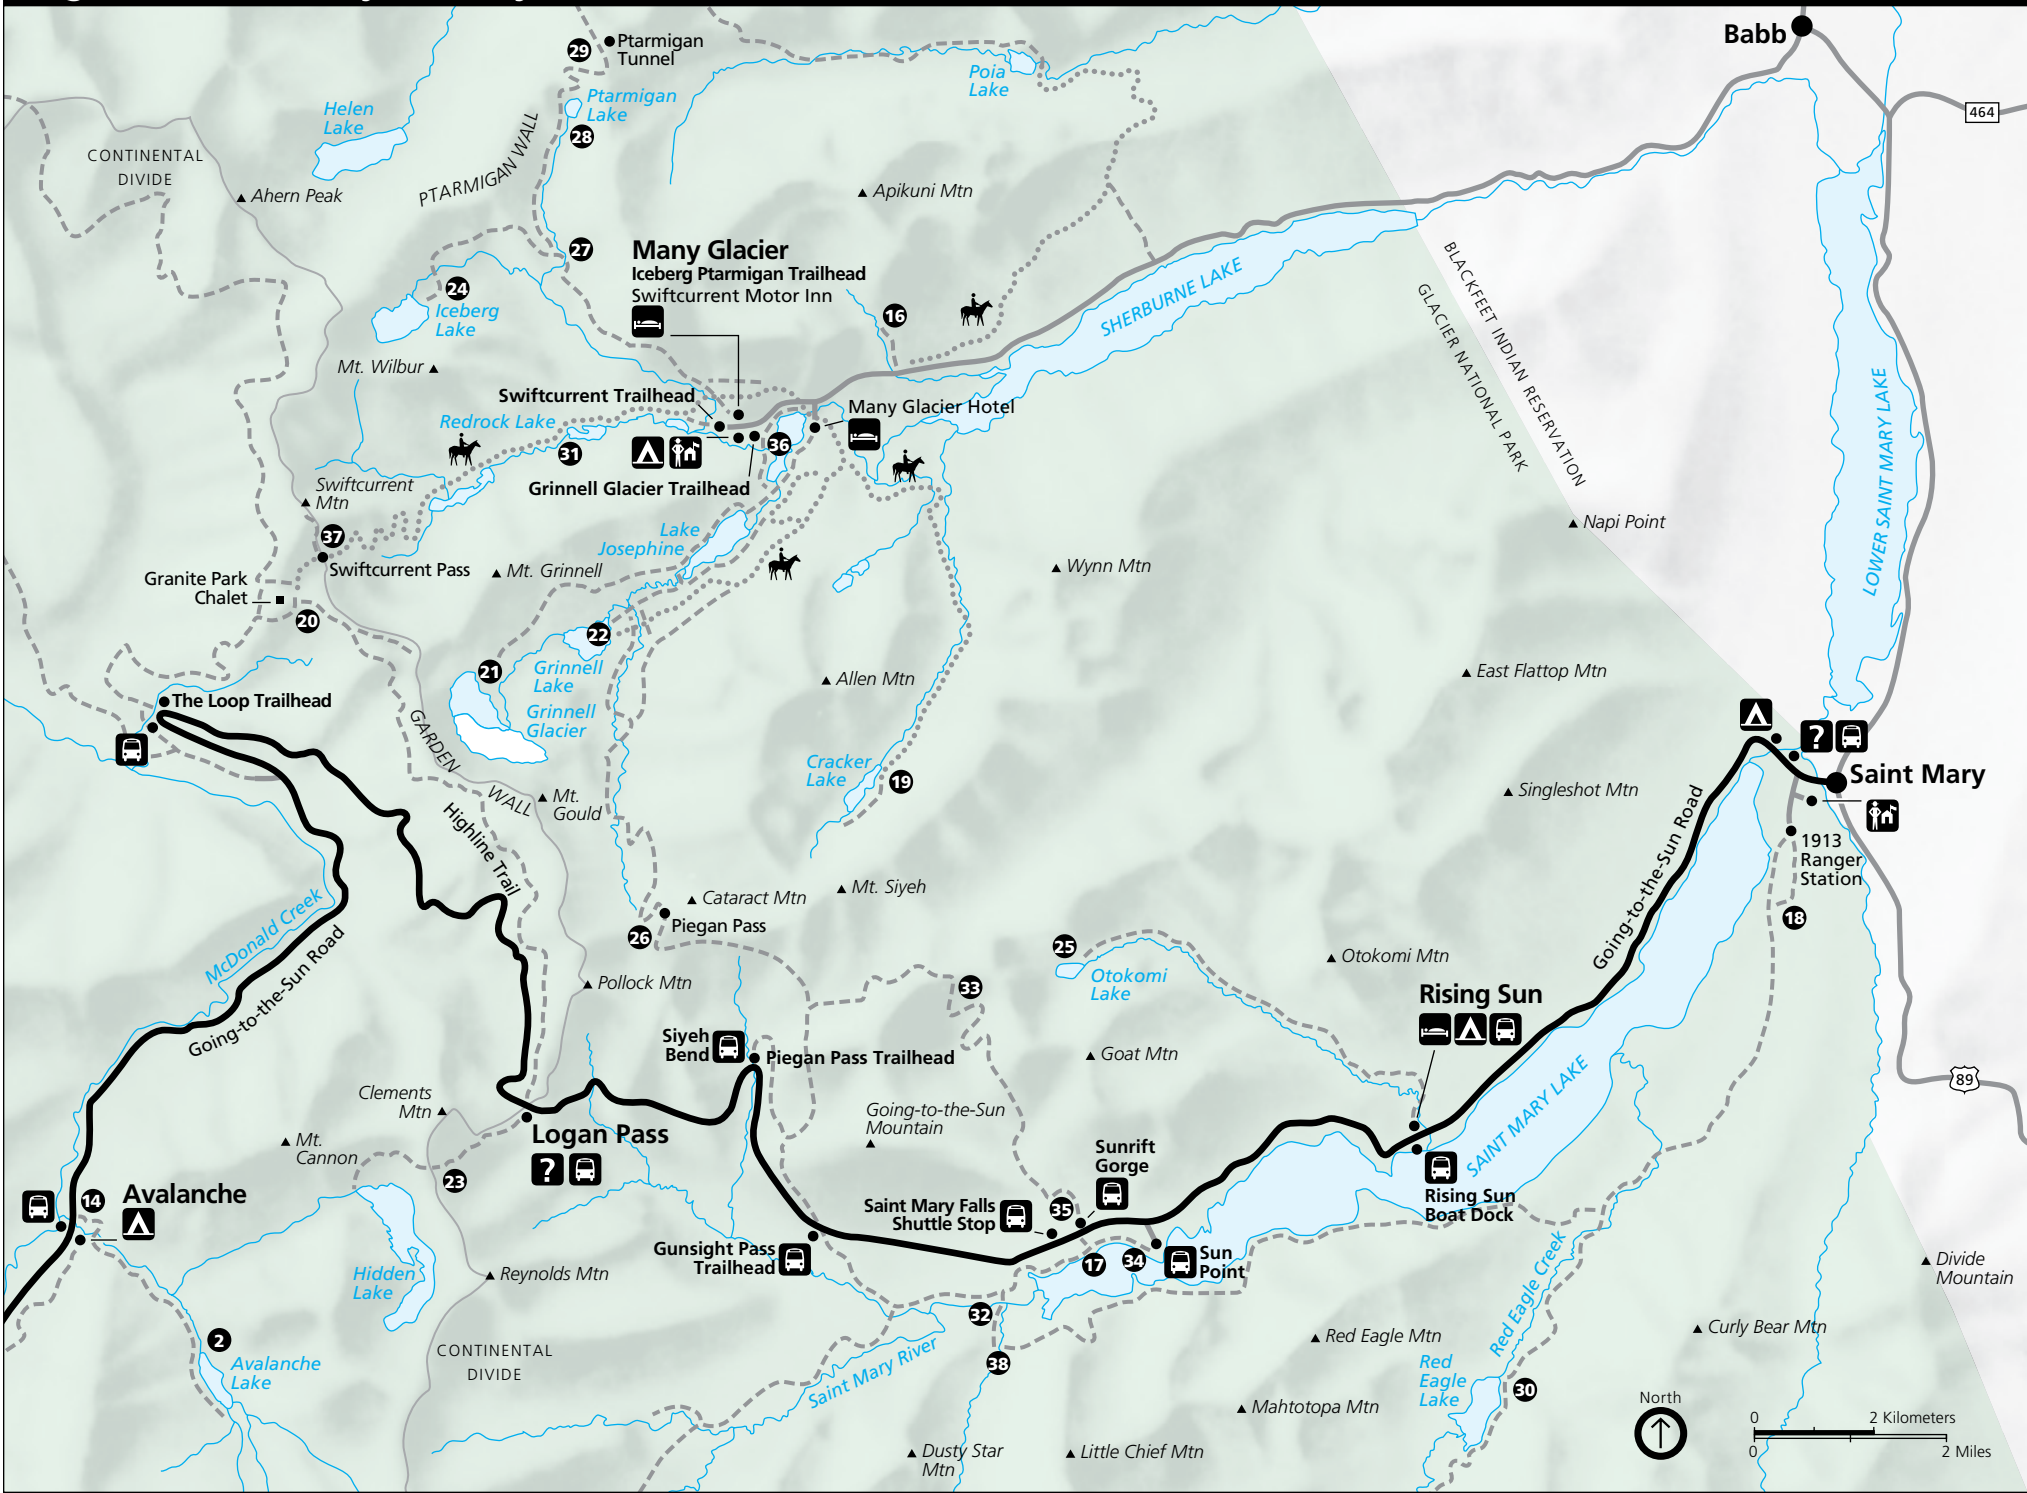 Babb
464
29
Ptarmigan
Tunnel
Poia
Lake
Ptarmigan
Lake
Helen
Lake
28
PTARMIGAN WALL
CONTINENTAL
DIVIDE
Ahern Peak
Apikuni Mtn
27
Many Glacier
Iceberg Ptarmigan Trailhead
Swiftcurrent Motor Inn
24
Iceberg
Lake
16
SHERBURNE LAKE
BLACKFEET INDIAN RESERVATION
GLACIER NATIONAL PARK
Mt. Wilbur
Swiftcurrent Trailhead
Many Glacier Hotel
Redrock Lake
31
36
Grinnell Glacier Trailhead
LOWER SAINT MARY LAKE
Swiftcurrent
Mtn
37
Swiftcurrent Pass
Lake
Josephine
Napi Point
Mt. Grinnell
Wynn Mtn
Granite Park
Chalet
20
22
21
Grinnell
Lake
Grinnell
Glacier
Allen Mtn
East Flattop Mtn
The Loop Trailhead
GARDEN
WALL
Cracker
Lake
19
?
Saint Mary
Singleshot Mtn
Mt.
Gould
Highline Trail
1913
Ranger
Station
18
Going-to-the-Sun Road
McDonald Creek
Going-to-the-Sun Road
Cataract Mtn
Mt. Siyeh
Piegan Pass
26
25
Otokomi
Lake
Otokomi Mtn
Pollock Mtn
33
Rising Sun
Siyeh
Bend
Piegan Pass Trailhead
Goat Mtn
SAINT MARY LAKE
89
Clements
Mtn
Going-to-the-Sun
Mountain
Logan Pass
?
Mt.
Cannon
23
Sunrift
Gorge
Rising Sun
Boat Dock
14
Avalanche
Saint Mary Falls
Shuttle Stop
35
Gunsight Pass
Trailhead
17
34
Sun
Point
Hidden
Lake
Reynolds Mtn
Divide
Mountain
32
Red Eagle Creek
2
Avalanche
Lake
CONTINENTAL
DIVIDE
Saint Mary River
38
Red Eagle Mtn
Curly Bear Mtn
Red
Eagle
Lake
30
Mahtotopa Mtn
North
0
2 Kilometers
0
2 Miles
Dusty Star
Mtn
Little Chief Mtn